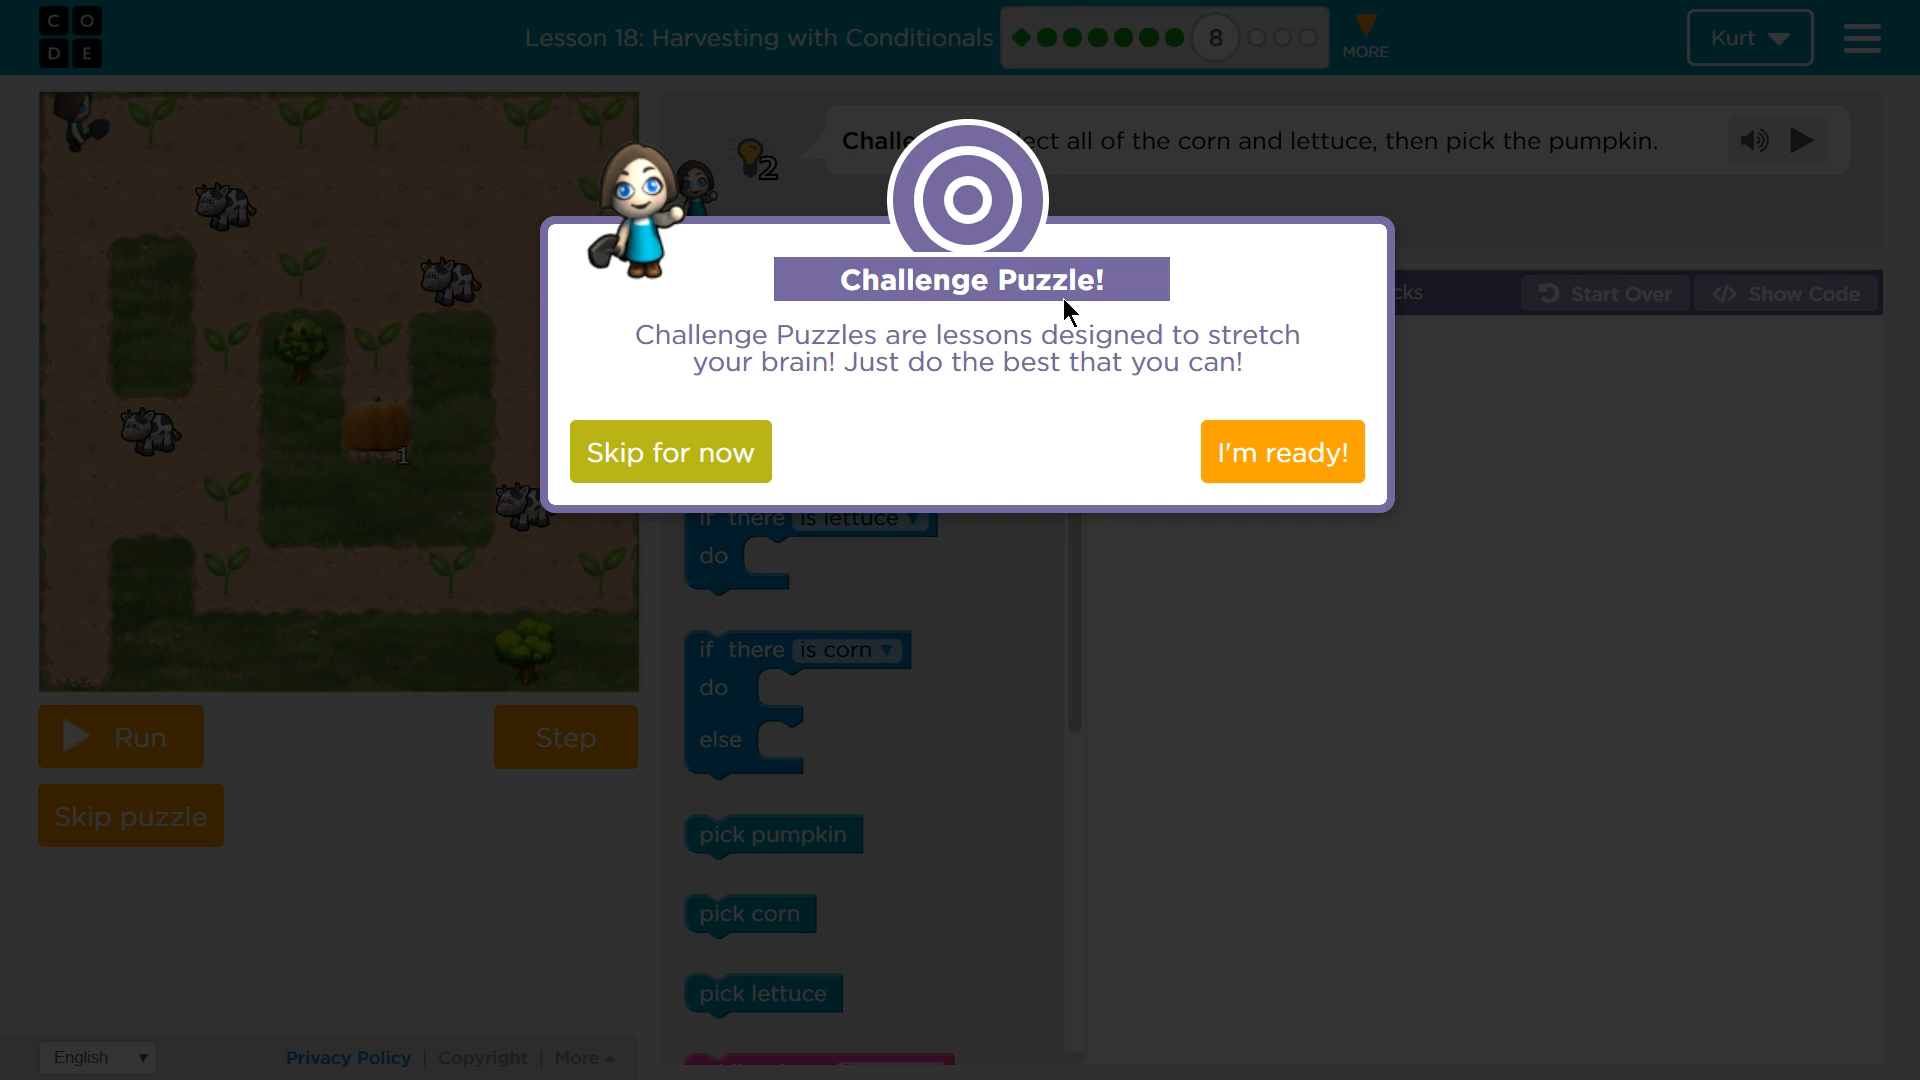 C O
D E
Lesson 18: Harvesting with Conditionals
8
MORE
Kurt
2
Challe
ect all of the corn and lettuce, then pick the pumpkin.
Challenge Puzzle!
Challenge Puzzles are lessons designed to stretch
your brain! Just do the best that you can!
Skip for now
I'm ready!
cks
Start Over
</> Show Code
1
if there is lettuce ▼
do
if there is corn ▼
do
else
pick pumpkin
pick corn
pick lettuce
Run
Step
Skip puzzle
English ▼
Privacy Policy | Copyright | More